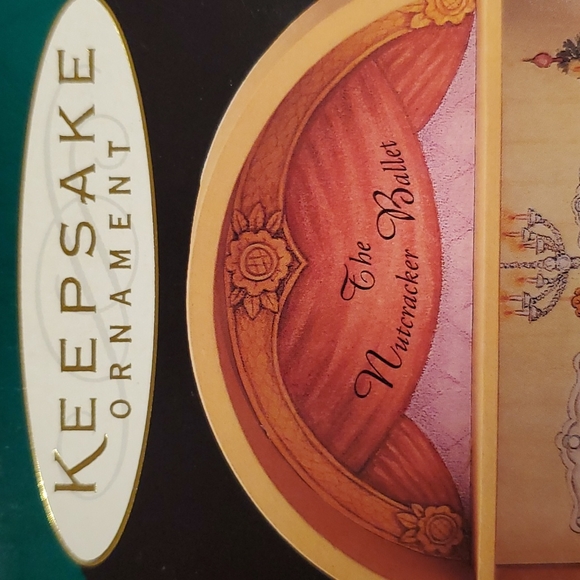 KEEPSAKE
ORNAMENT
The
Nutcracker Ballet